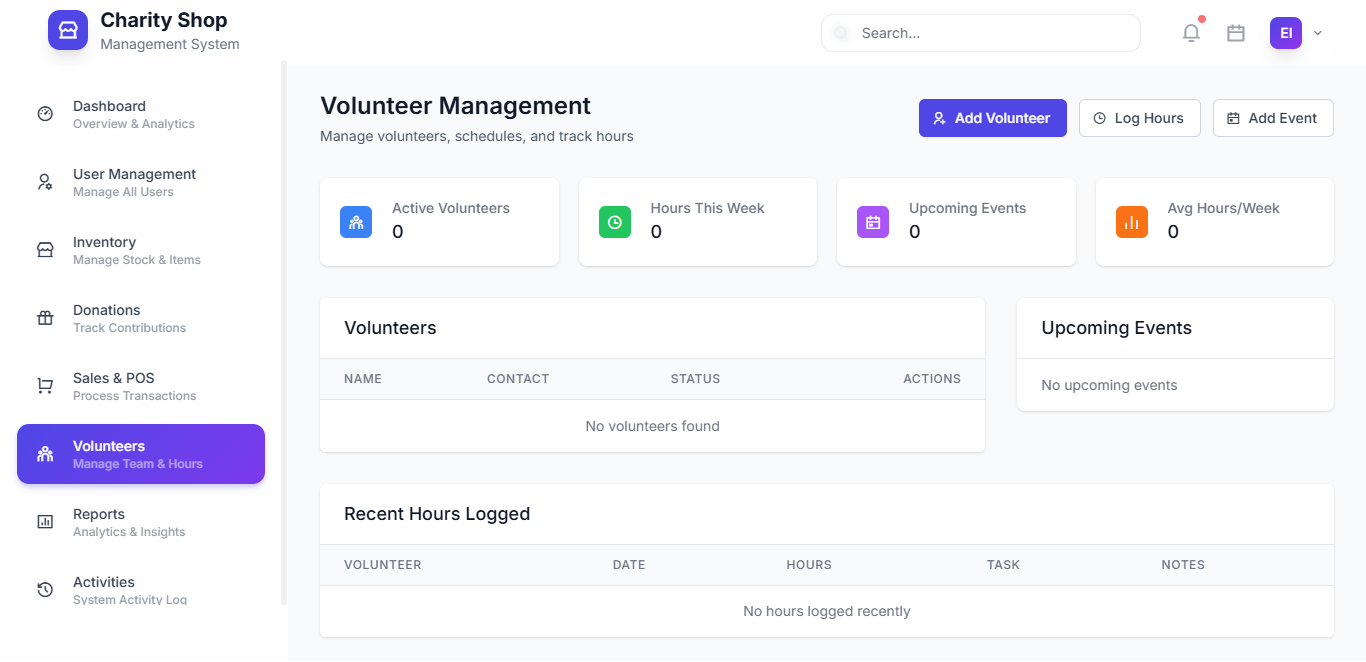 Charity Shop
Management System
Search...
EI
Dashboard
Overview & Analytics
User Management
Manage All Users
Inventory
Manage Stock & Items
Donations
Track Contributions
Sales & POS
Process Transactions
Volunteers
Manage Team & Hours
Reports
Analytics & Insights
Activities
System Activity Log
Volunteer Management
Manage volunteers, schedules, and track hours
Add Volunteer
Log Hours
Add Event
Active Volunteers
0
Hours This Week
0
Upcoming Events
0
Avg Hours/Week
0
Volunteers
NAME CONTACT STATUS ACTIONS
No volunteers found
Upcoming Events
No upcoming events
Recent Hours Logged
VOLUNTEER DATE HOURS TASK NOTES
No hours logged recently